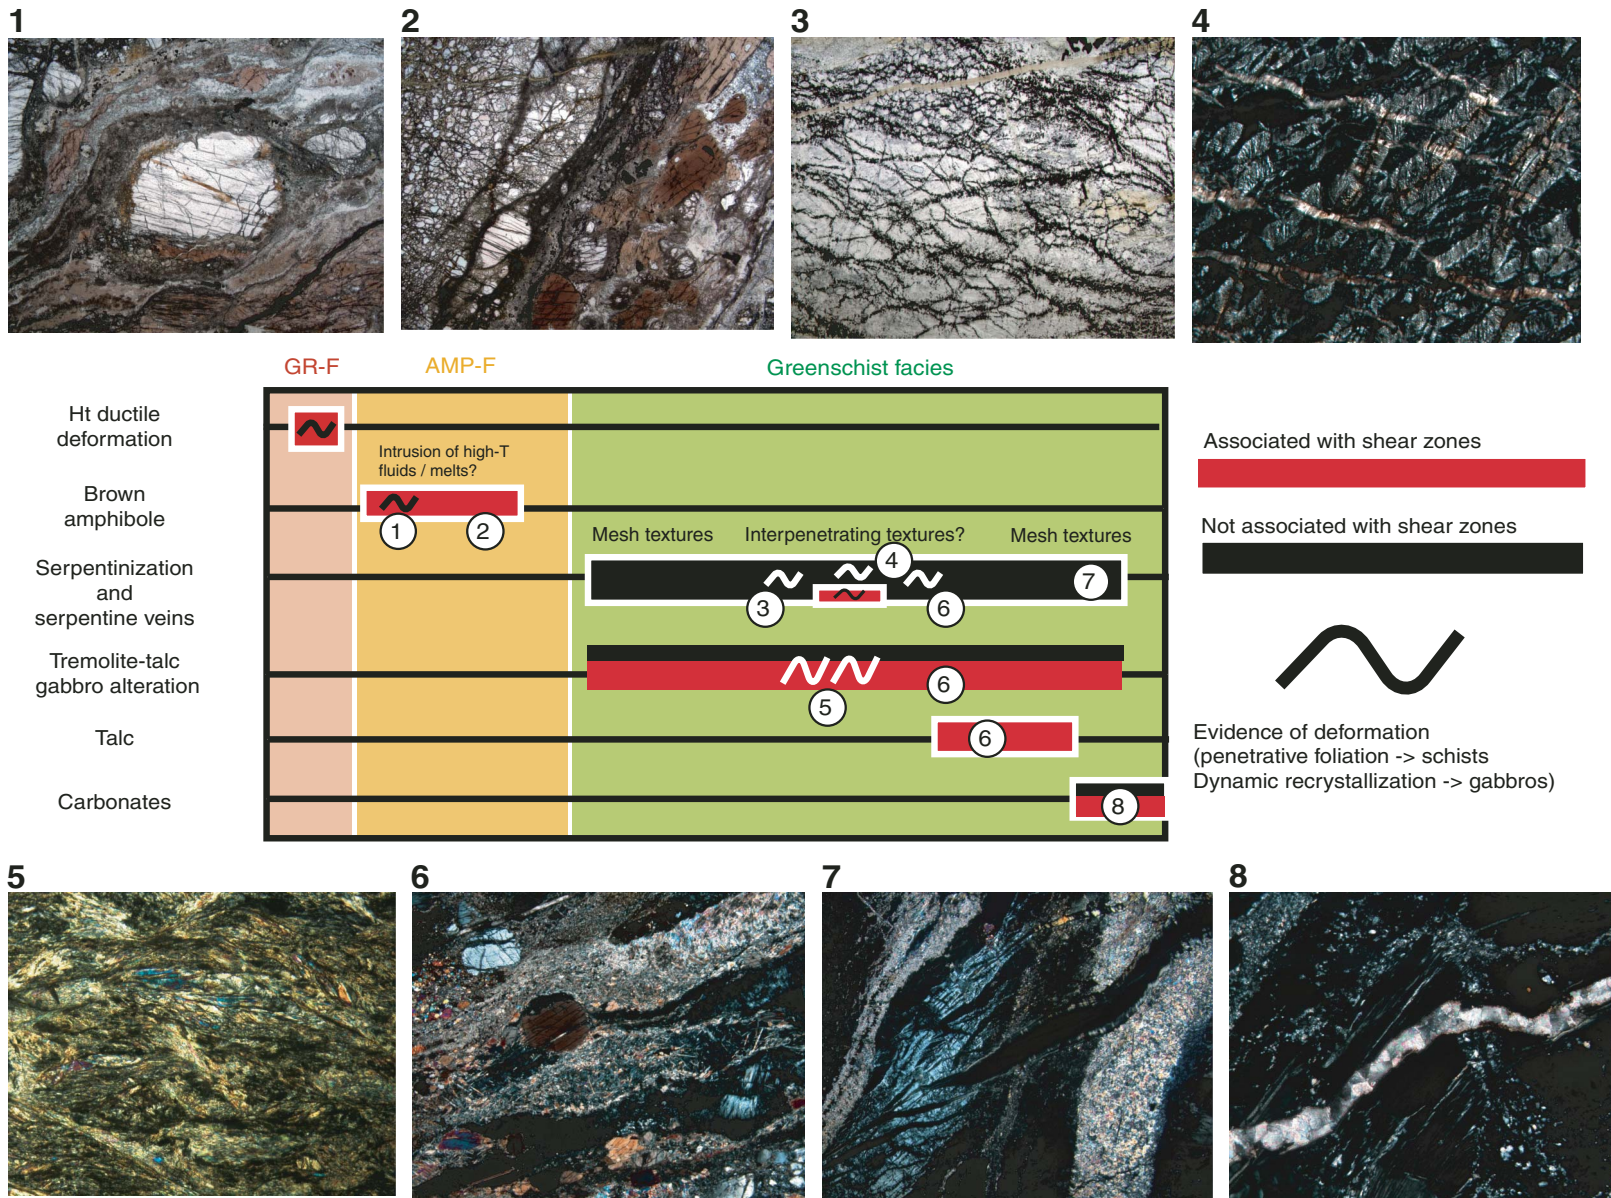 1
2
3
4
GR-F
AMP-F
Greenschist facies
Ht ductile
deformation
Intrusion of high-T
fluids / melts?
Brown
amphibole
1
2
Mesh textures
Interpenetrating textures?
Mesh textures
Serpentinization
and
serpentine veins
4
7
3
6
Tremolite-talc
gabbro alteration
6
5
Talc
6
Carbonates
8
Associated with shear zones
Not associated with shear zones
Evidence of deformation
(penetrative foliation -> schists
Dynamic recrystallization -> gabbros)
5
6
7
8